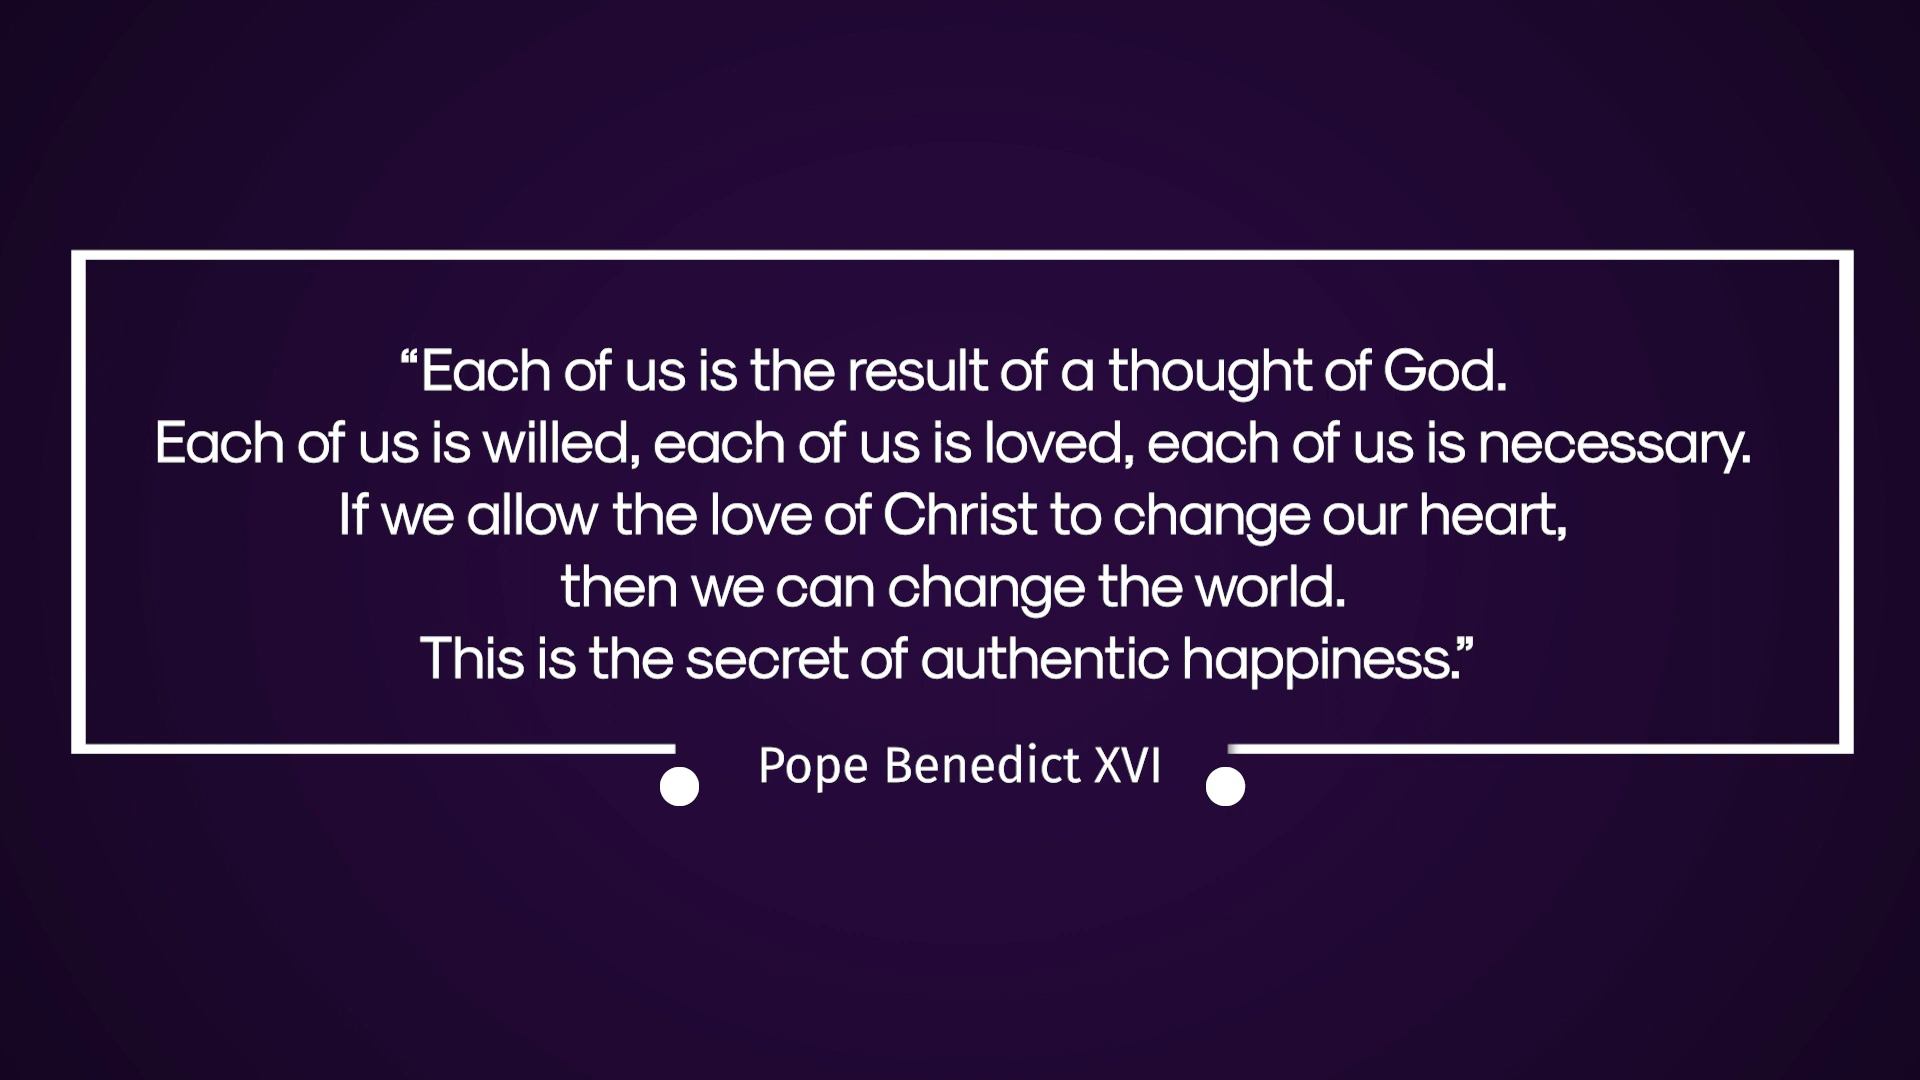 “Each of us is the result of a thought of God.
Each of us is willed, each of us is loved, each of us is necessary.
If we allow the love of Christ to change our heart,
then we can change the world.
This is the secret of authentic happiness.”
Pope Benedict XVI